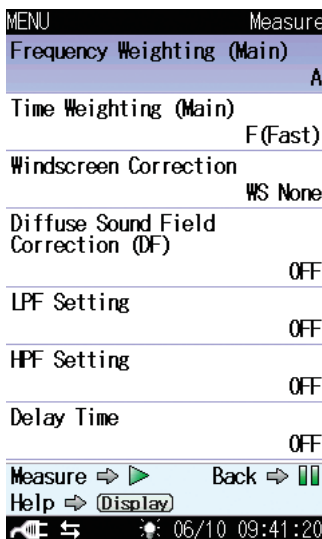 MENU Measure
Frequency Weighting (Main)
A
Time Weighting (Main)
F(Fast)
Windscreen Correction
WS None
Diffuse Sound Field
Correction (DF)
OFF
LPF Setting
OFF
HPF Setting
OFF
Delay Time
OFF
Measure ⇨ ▷ Back ⇨ ▯▯
Help ⇨ (Display)
06/10 09:41:20